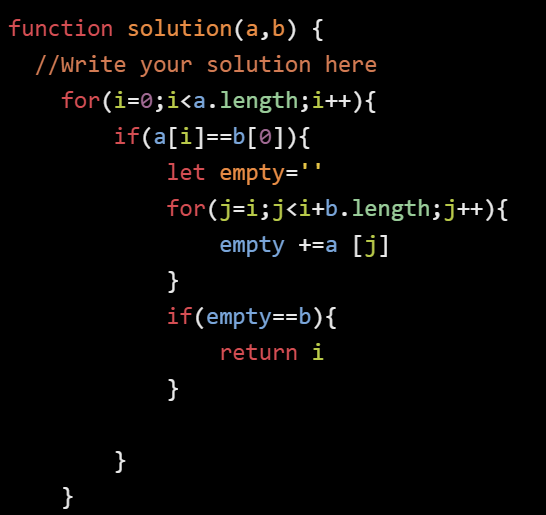 function solution(a,b) {
  //Write your solution here
    for(i=0;i<a.length;i++){
        if(a[i]==b[0]){
            let empty=''
            for(j=i;j<i+b.length;j++){
                empty +=a [j]
            }
            if(empty==b){
                return i
            }

        }
    }